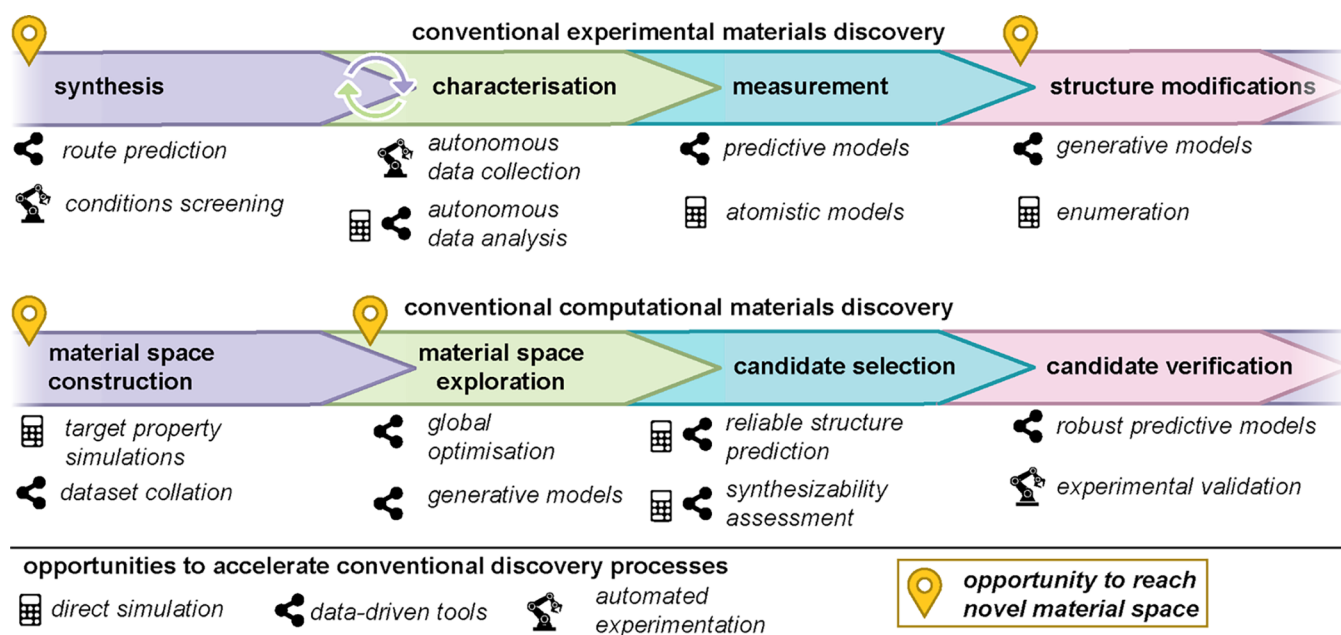 conventional experimental materials discovery
synthesis
characterisation
measurement
structure modifications
route prediction
conditions screening
autonomous
data collection
autonomous
data analysis
predictive models
atomistic models
generative models
enumeration
conventional computational materials discovery
material space
construction
material space
exploration
candidate selection
candidate verification
target property
simulations
dataset collation
global
optimisation
generative models
reliable structure
prediction
synthesizability
assessment
robust predictive models
experimental validation
opportunities to accelerate conventional discovery processes
direct simulation
data-driven tools
automated
experimentation
opportunity to reach
novel material space